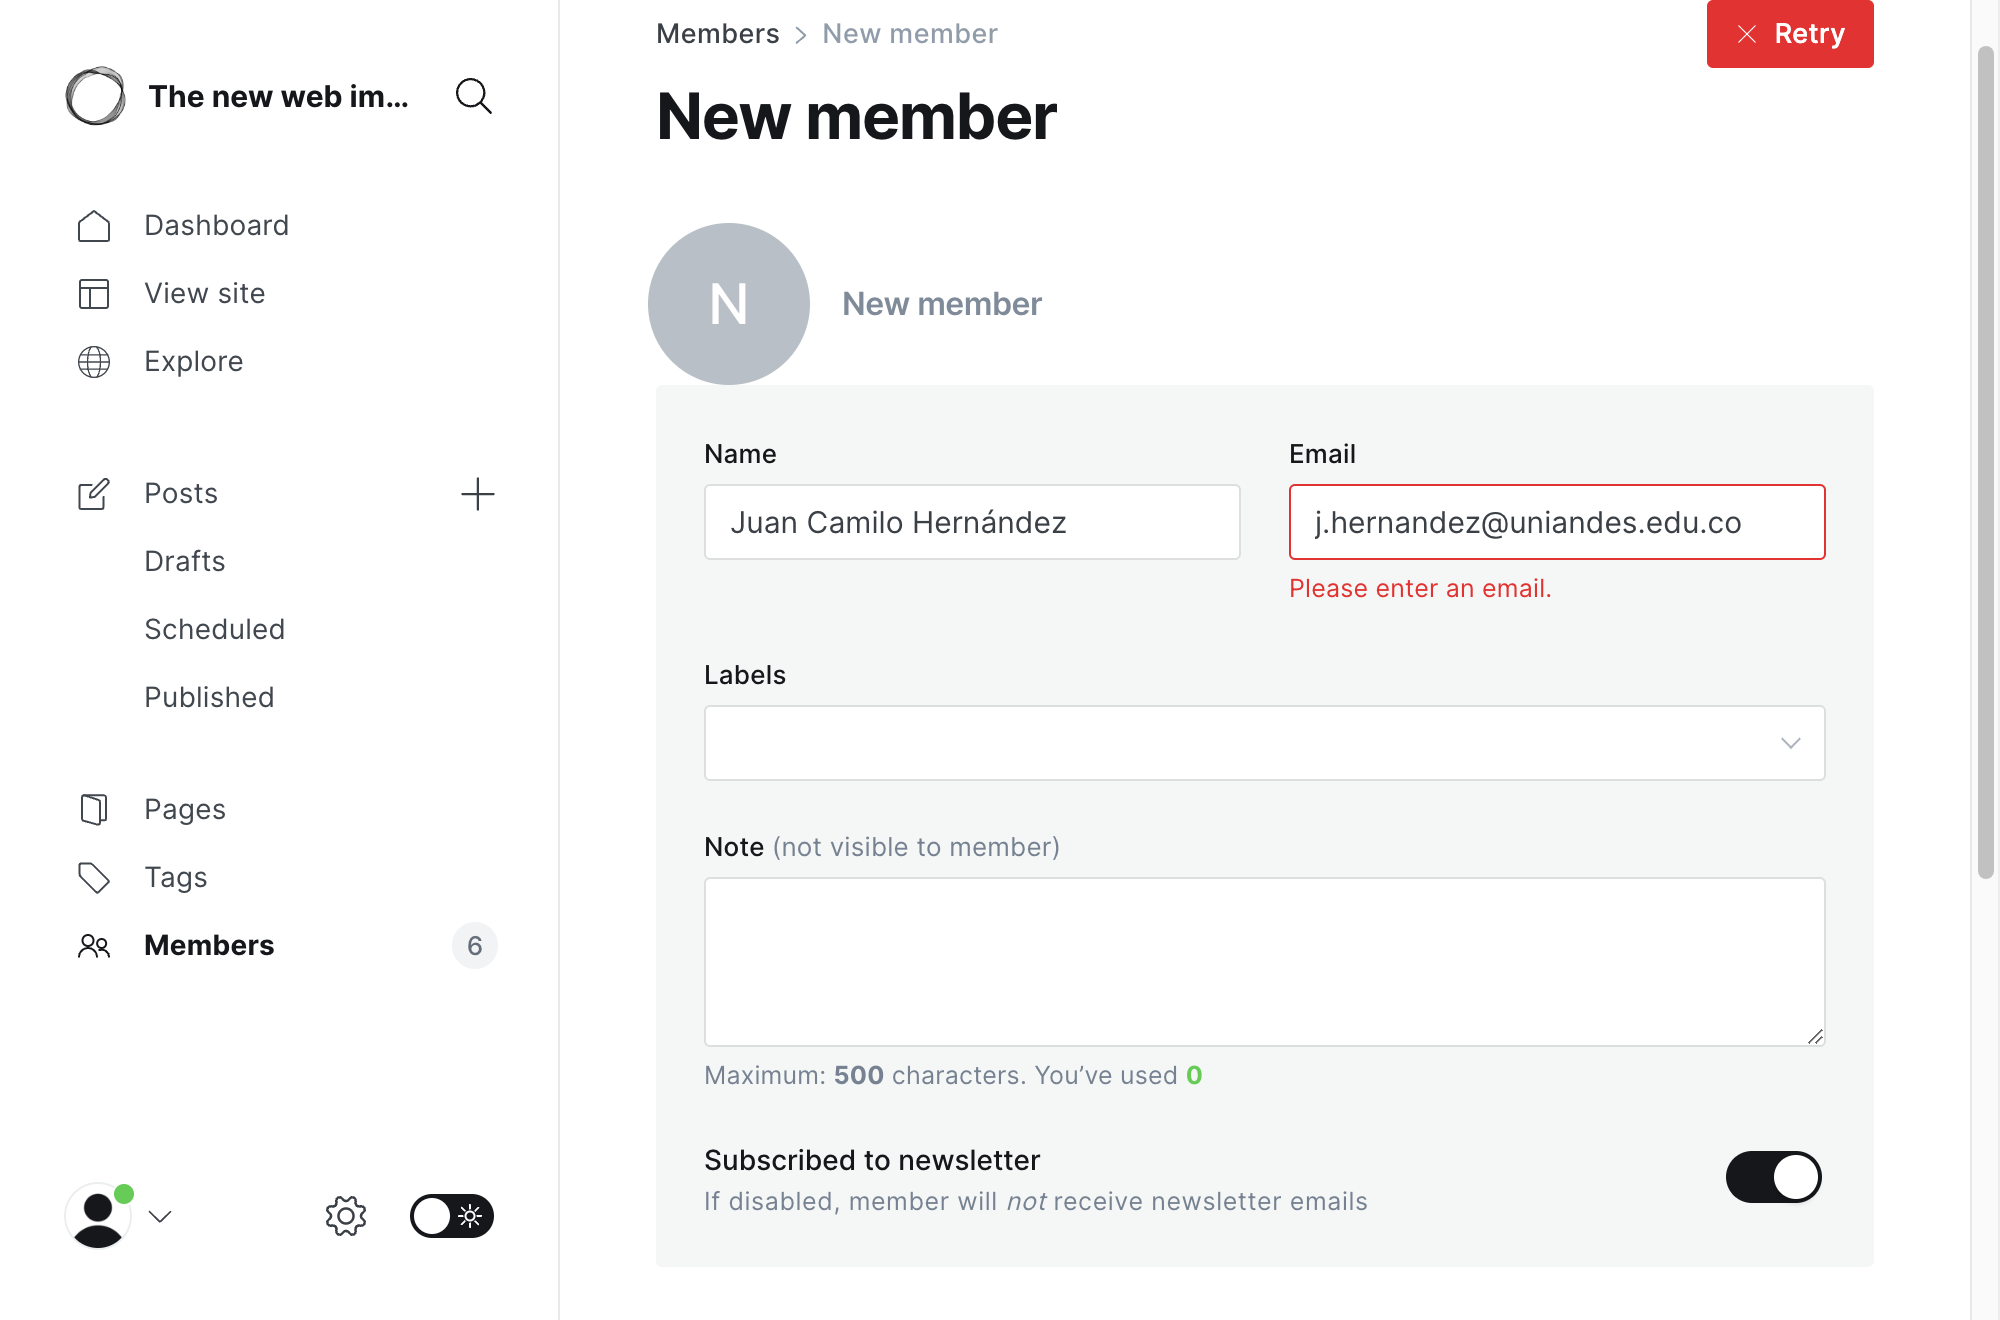 The new web im...
Dashboard
View site
Explore
Posts
Drafts
Scheduled
Published
Pages
Tags
Members
6
Members > New member
Retry
New member
N
New member
Name
Juan Camilo Hernández
Email
j.hernandez@uniandes.edu.co
Please enter an email.
Labels
Note (not visible to member)
Maximum: 500 characters. You’ve used 0
Subscribed to newsletter
If disabled, member will not receive newsletter emails